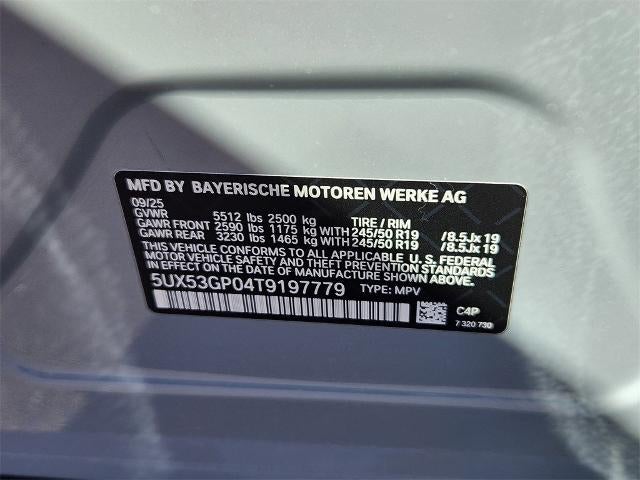 MFD BY BAYERISCHE MOTOREN WERKE AG
09/25
GVWR 5512 lbs 2500 kg TIRE / RIM
GAWR FRONT 2590 lbs 1175 kg WITH 245/50 R19 /8.5Jx 19
GAWR REAR 3230 lbs 1465 kg WITH 245/50 R19 /8.5Jx 19
THIS VEHICLE CONFORMS TO ALL APPLICABLE U. S. FEDERAL
MOTOR VEHICLE SAFETY STANDARDS IN EFFECT ON THE
DATE OF MANUFACTURE SHOWN ABOVE.
5UX53GP04T9197779 TYPE: MPV
C4P
7 320 730